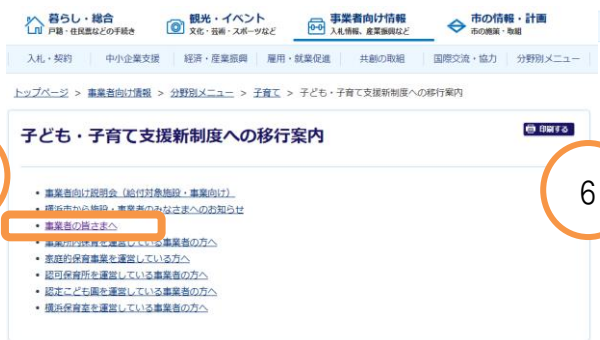 暮らし・総合
戸籍・住民票などの手続き
観光・イベント
文化・芸術・スポーツなど
事業者向け情報
入札情報、産業振興など
市の情報・計画
市の施策・取組
入札・契約 中小企業支援 経済・産業振興 雇用・就業促進 共創の取組 国際交流・協力 分野別メニュー
トップページ > 事業者向け情報 > 分野別メニュー > 子育て > 子ども・子育て支援新制度への移行案内
子ども・子育て支援新制度への移行案内
印刷する
6
・事業者向け説明会(給付対象施設・事業向け)
・横浜市から施設・事業者のみなさまへのお知らせ
・事業者の皆さまへ
・事業所内保育を運営している事業者の方へ
・家庭的保育事業を運営している方へ
・認可保育所を運営している事業者の方へ
・認定こども園を運営している事業者の方へ
・横浜保育室を運営している事業者の方へ